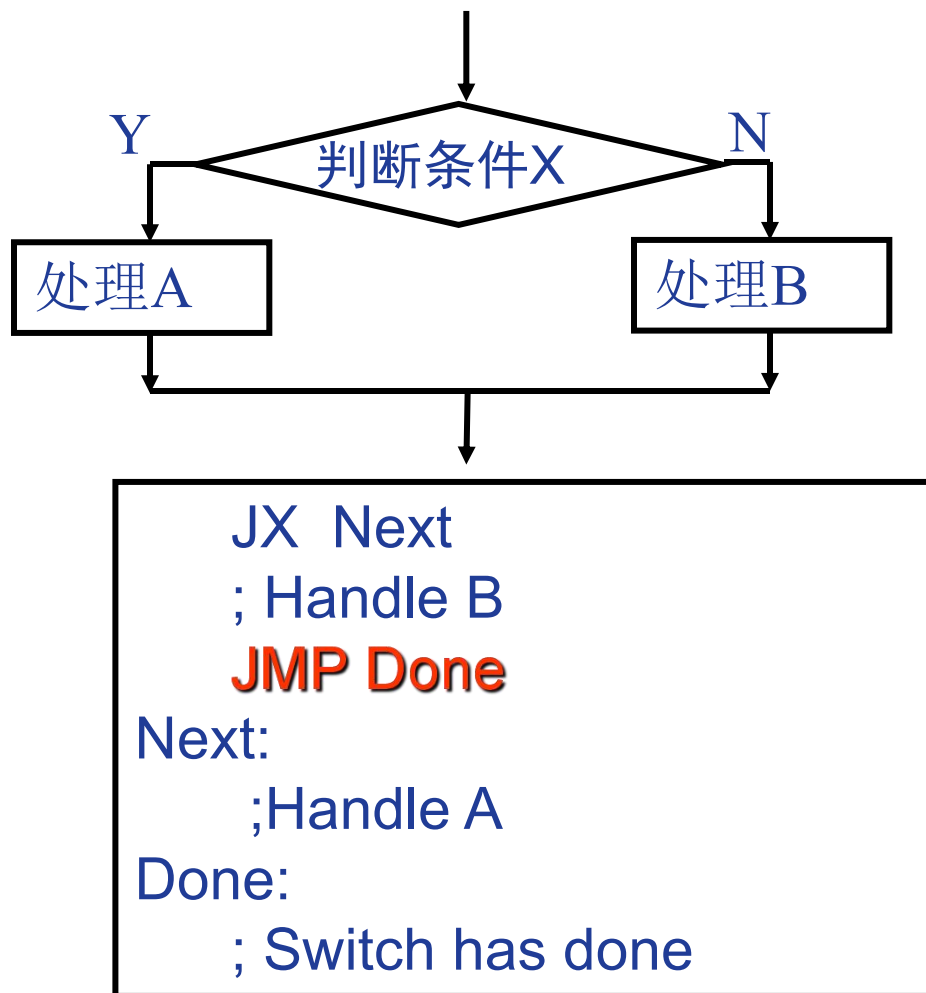 Y
N
判断条件X
处理A
处理B
JX Next
; Handle B
JMP Done
Next:
;Handle A
Done:
; Switch has done